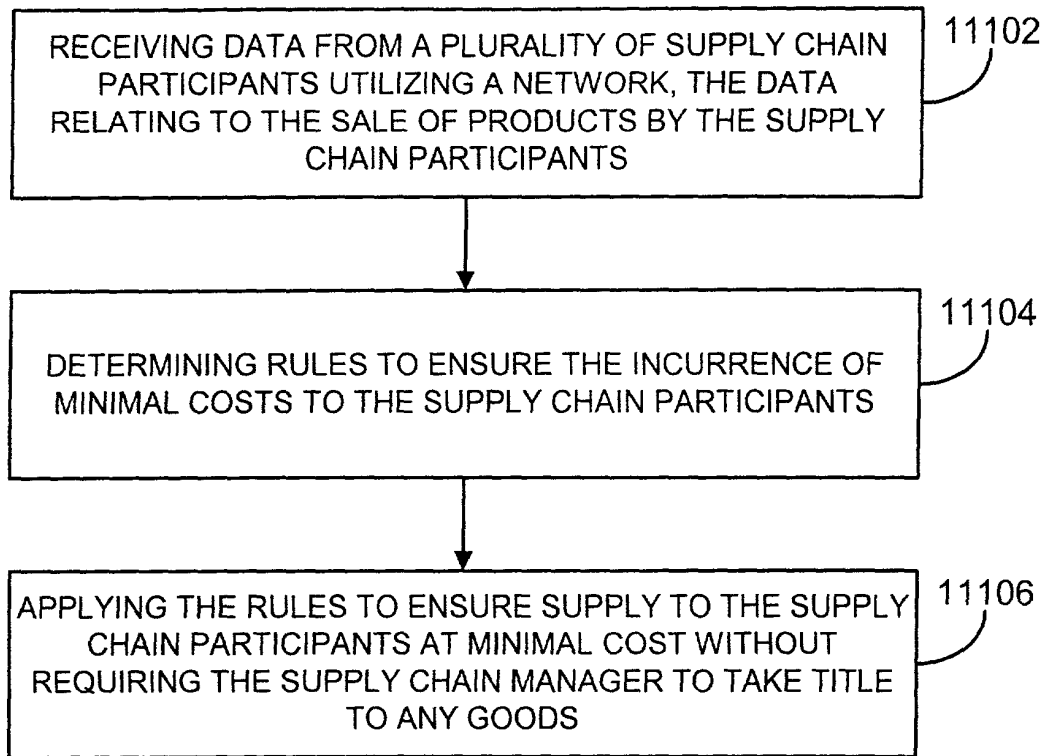 RECEIVING DATA FROM A PLURALITY OF SUPPLY CHAIN
PARTICIPANTS UTILIZING A NETWORK, THE DATA
RELATING TO THE SALE OF PRODUCTS BY THE SUPPLY
CHAIN PARTICIPANTS
11102
DETERMINING RULES TO ENSURE THE INCURRENCE OF
MINIMAL COSTS TO THE SUPPLY CHAIN PARTICIPANTS
11104
APPLYING THE RULES TO ENSURE SUPPLY TO THE SUPPLY
CHAIN PARTICIPANTS AT MINIMAL COST WITHOUT
REQUIRING THE SUPPLY CHAIN MANAGER TO TAKE TITLE
TO ANY GOODS
11106